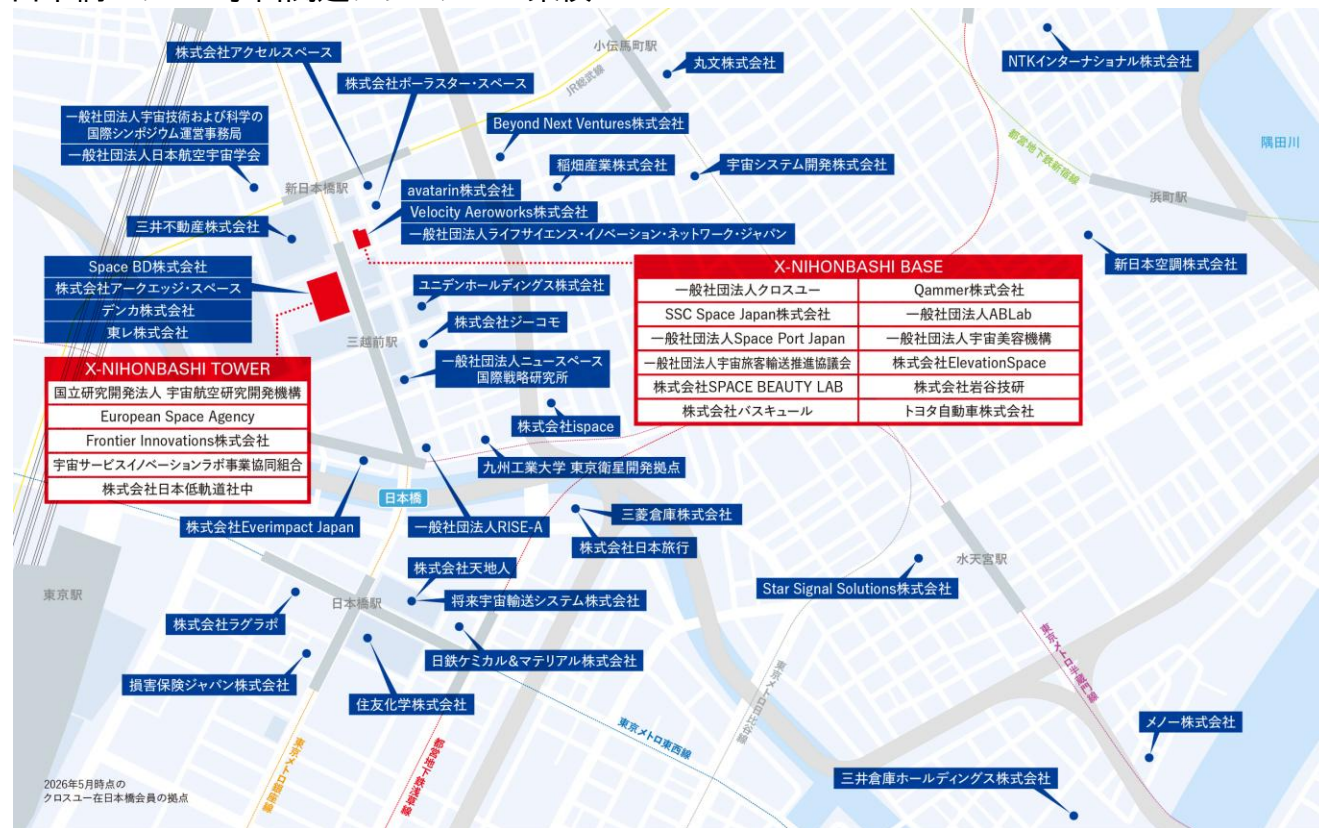 小伝馬町駅
JR総武線
株式会社アクセルスペース
株式会社ポーラスター・スペース
丸文株式会社
NTKインターナショナル株式会社
一般社団法人宇宙技術および科学の
国際シンポジウム運営事務局
一般社団法人日本航空宇宙学会
Beyond Next Ventures株式会社
都営地下鉄新宿線
隅田川
稲畑産業株式会社
宇宙システム開発株式会社
新日本橋駅
浜町駅
avatarin株式会社
Velocity Aeroworks株式会社
一般社団法人ライフサイエンス・イノベーション・ネットワーク・ジャパン
三井不動産株式会社
新日本空調株式会社
Space BD株式会社
株式会社アークエッジ・スペース
デンカ株式会社
東レ株式会社
ユニデンホールディングス株式会社
株式会社ジーコモ
三越前駅
一般社団法人ニュースペース
国際戦略研究所
X-NIHONBASHI BASE
一般社団法人クロスユー
Qammer株式会社
SSC Space Japan株式会社
一般社団法人ABLab
一般社団法人Space Port Japan
一般社団法人宇宙美容機構
一般社団法人宇宙旅客輸送推進協議会
株式会社ElevationSpace
株式会社SPACE BEAUTY LAB
株式会社岩谷技研
株式会社バスキュール
トヨタ自動車株式会社
X-NIHONBASHI TOWER
国立研究開発法人 宇宙航空研究開発機構
European Space Agency
Frontier Innovations株式会社
宇宙サービスイノベーションラボ事業協同組合
株式会社日本低軌道社中
株式会社ispace
九州工業大学 東京衛星開発拠点
日本橋
株式会社Everimpact Japan
一般社団法人RISE-A
三菱倉庫株式会社
株式会社日本旅行
水天宮駅
株式会社天地人
将来宇宙輸送システム株式会社
Star Signal Solutions株式会社
東京駅
日本橋駅
株式会社ラグラポ
日鉄ケミカル&マテリアル株式会社
損害保険ジャパン株式会社
住友化学株式会社
東京メトロ半蔵門線
東京メトロ日比谷線
東京メトロ東西線
東京メトロ銀座線
都営地下鉄浅草線
メノー株式会社
三井倉庫ホールディングス株式会社
2026年5月時点の
クロスユー在日本橋会員の拠点